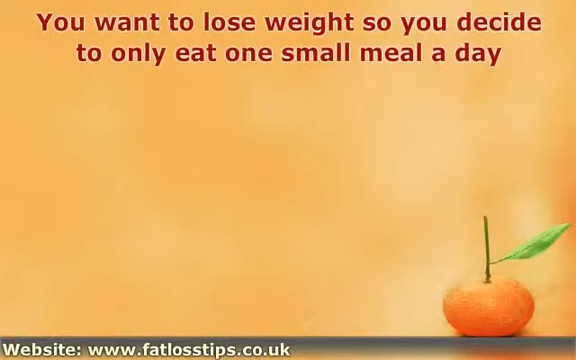 You want to lose weight so you decide
to only eat one small meal a day
Website: www.fatlosstips.co.uk